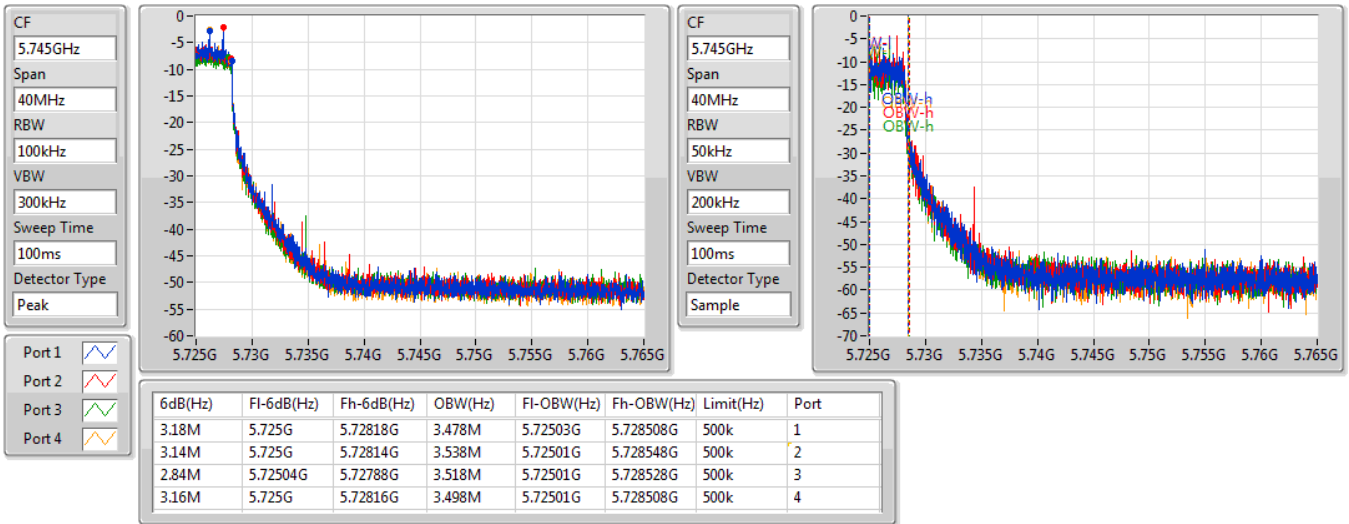 CF
5.745GHz
Span
40MHz
RBW
100kHz
VBW
300kHz
Sweep Time
100ms
Detector Type
Peak
0
-5
-10
-15
-20
-25
-30
-35
-40
-45
-50
-55
-60
5.725G 5.73G 5.735G 5.74G 5.745G 5.75G 5.755G 5.76G 5.765G
CF
5.745GHz
Span
40MHz
RBW
50kHz
VBW
200kHz
Sweep Time
100ms
Detector Type
Sample
0
-5
-10
-15
-20
-25
-30
-35
-40
-45
-50
-55
-60
-65
-70
OBW-h
OBW-h
OBW-h
5.725G 5.73G 5.735G 5.74G 5.745G 5.75G 5.755G 5.76G 5.765G
Port 1
Port 2
Port 3
Port 4
6dB(Hz) Fl-6dB(Hz) Fh-6dB(Hz) OBW(Hz) Fl-OBW(Hz) Fh-OBW(Hz) Limit(Hz) Port
3.18M 5.725G 5.72818G 3.478M 5.72503G 5.728508G 500k 1
3.14M 5.725G 5.72814G 3.538M 5.72501G 5.728548G 500k 2
2.84M 5.72504G 5.72788G 3.518M 5.72501G 5.728528G 500k 3
3.16M 5.725G 5.72816G 3.498M 5.72501G 5.728508G 500k 4